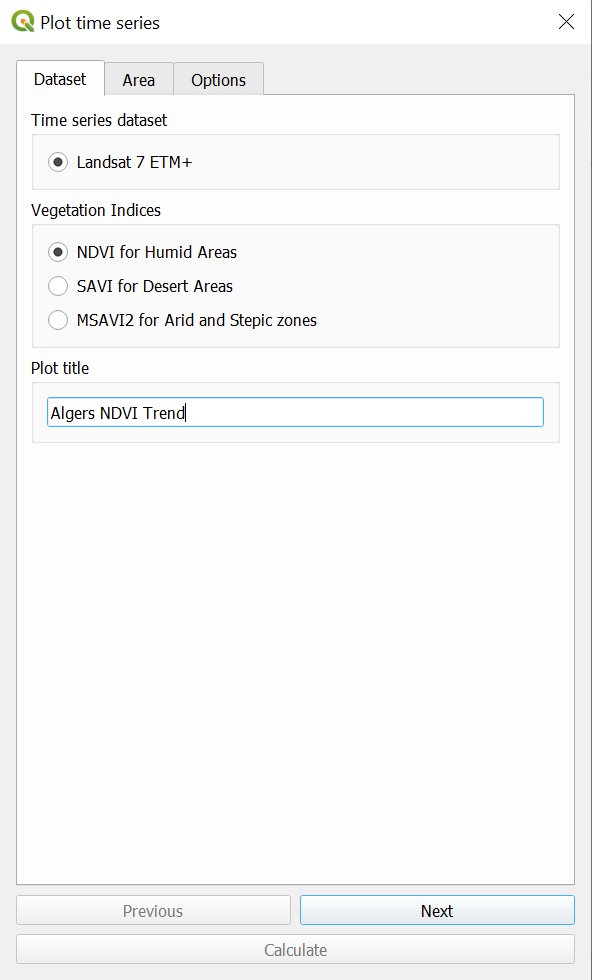 Plot time series
Dataset Area Options
Time series dataset
Landsat 7 ETM+
Vegetation Indices
NDVI for Humid Areas
SAVI for Desert Areas
MSAVI2 for Arid and Stepic zones
Plot title
Algers NDVI Trend
Previous Next
Calculate